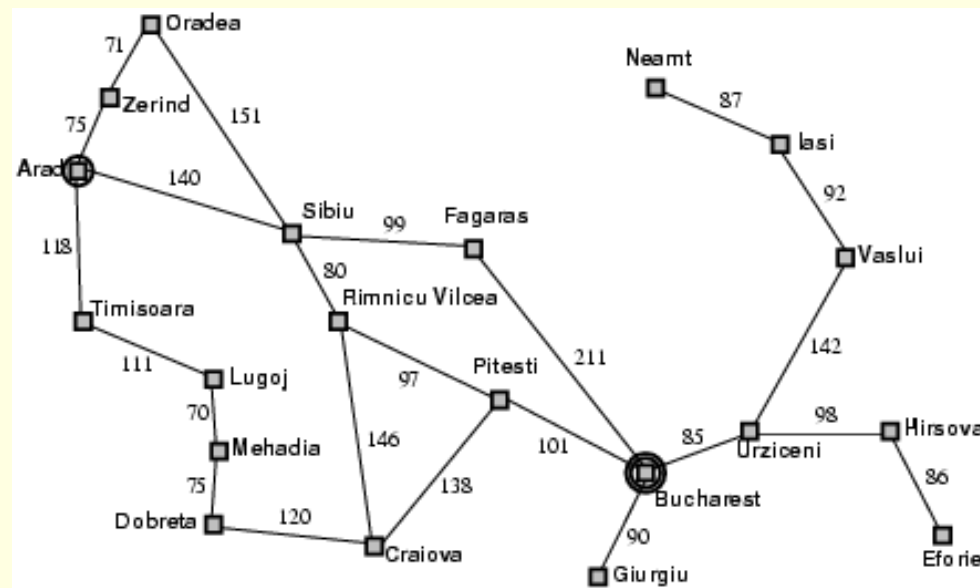 Oradea
71
Neamt
87
Zerind
151
75
Iasi
Arad
140
92
Sibiu
99
Fagaras
118
80
Vaslui
Timisoara
Rimnicu Vilcea
142
111
211
Lugoj
97
Pitesti
70
98
Hirsova
146
101
85
Urziceni
Mehadia
138
86
75
Bucharest
120
Dobreta
90
Craiova
Eforie
Giurgiu